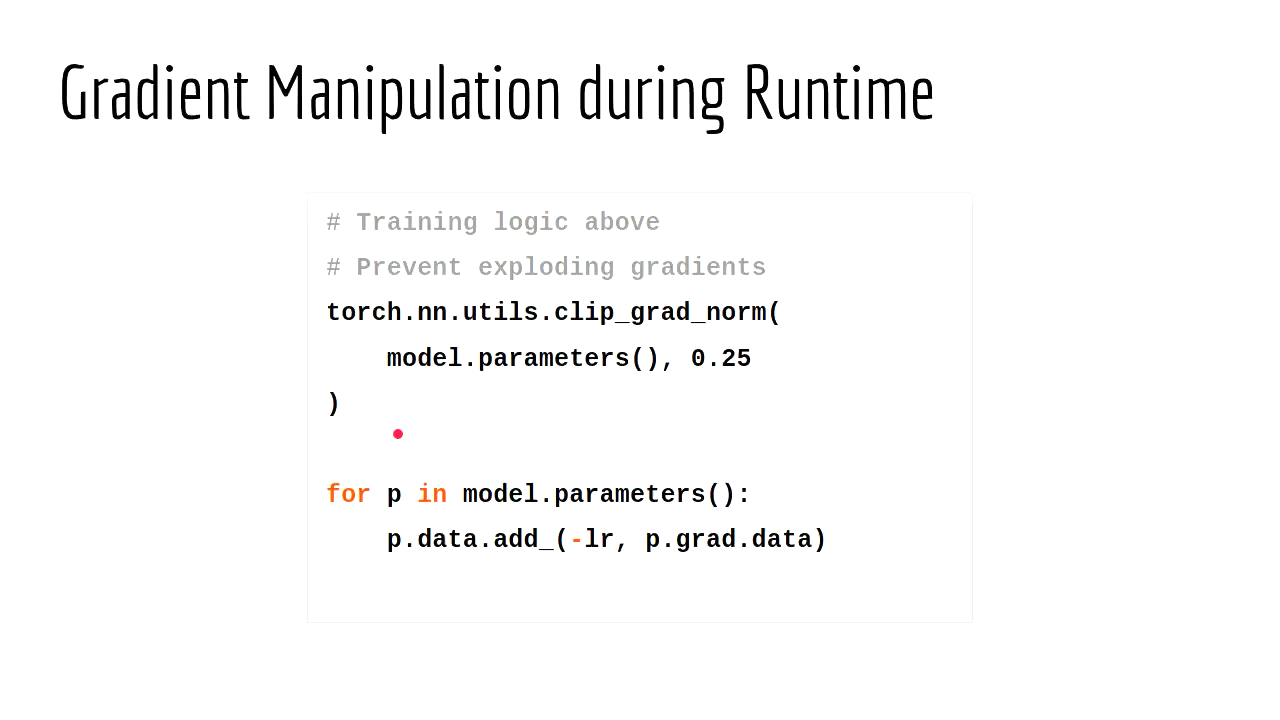 Gradient Manipulation during Runtime
# Training logic above
# Prevent exploding gradients
torch.nn.utils.clip_grad_norm(
    model.parameters(), 0.25
)
for p in model.parameters():
    p.data.add_(-lr, p.grad.data)